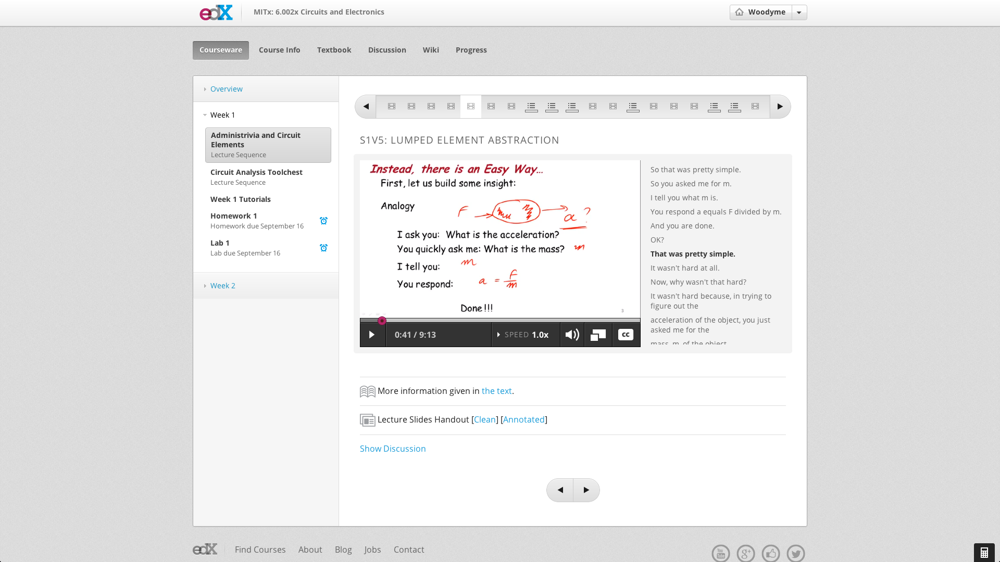 edX
MITx: 6.002x Circuits and Electronics
Woodyme
Courseware
Course Info
Textbook
Discussion
Wiki
Progress
Overview
Week 1
Administrivia and Circuit
Elements
Lecture Sequence
Circuit Analysis Toolchest
Lecture Sequence
Week 1 Tutorials
Homework 1
Homework due September 16
Lab 1
Lab due September 16
Week 2
S1V5: LUMPED ELEMENT ABSTRACTION
Instead, there is an Easy Way...
First, let us build some insight:
Analogy
F
a ?
I ask you: What is the acceleration?
You quickly ask me: What is the mass? m
I tell you: m
You respond: a = F/m
Done!!!
3
0:41 / 9:13
SPEED 1.0x
CC
So that was pretty simple.
So you asked me for m.
I tell you what m is.
You respond a equals F divided by m.
And you are done.
OK?
That was pretty simple.
It wasn't hard at all.
Now, why wasn't that hard?
It wasn't hard because, in trying to
figure out the
acceleration of the object, you just
asked me for the
mass, m, of the object
More information given in the text.
Lecture Slides Handout [Clean] [Annotated]
Show Discussion
edX
Find Courses
About
Blog
Jobs
Contact
You Tube
g+